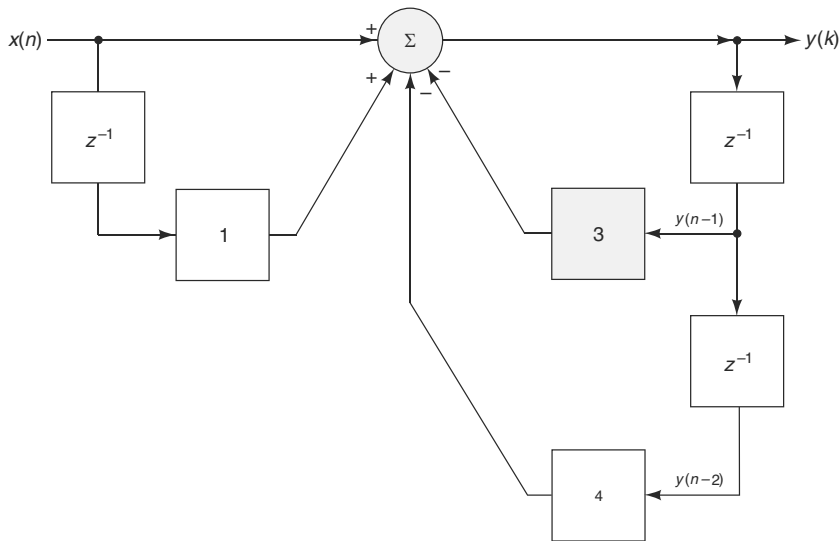 x(n)
+
Σ
y(k)
+
−
−
z⁻¹
z⁻¹
1
3
y(n−1)
z⁻¹
4
y(n−2)